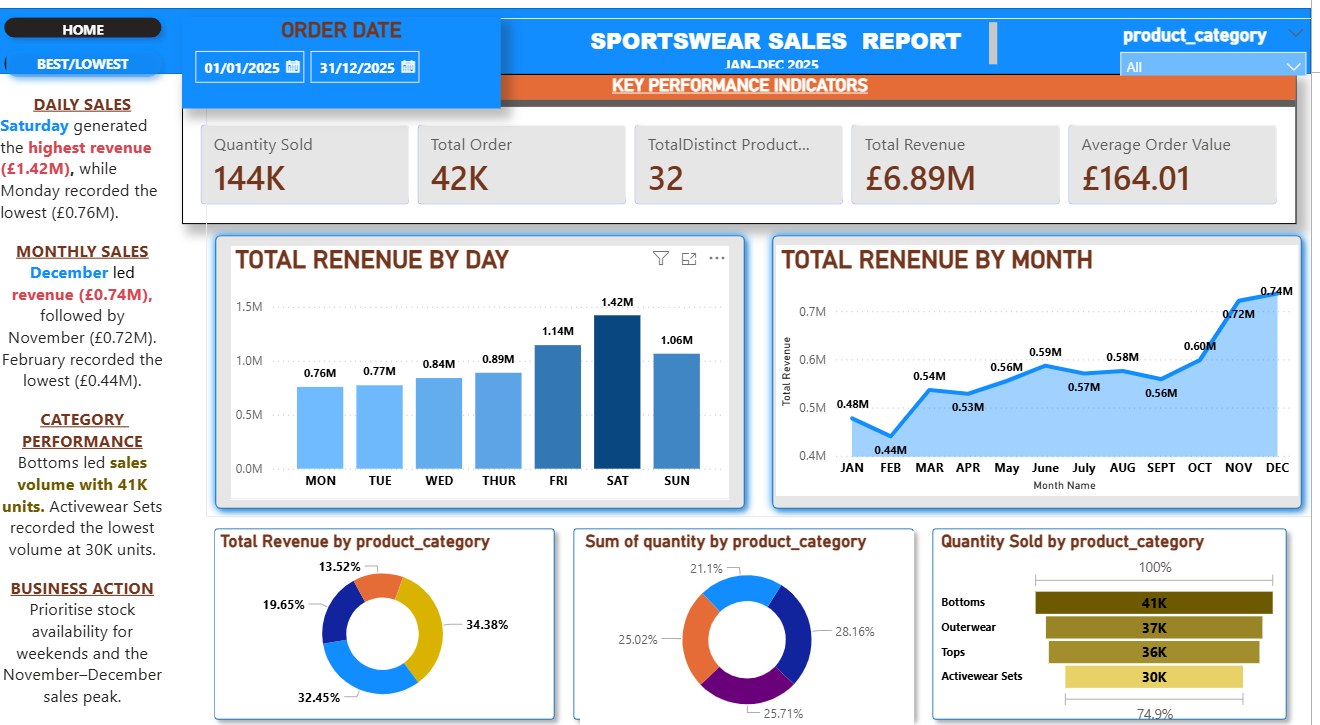 HOME
BEST/LOWEST
ORDER DATE
01/01/2025 31/12/2025
SPORTSWEAR SALES REPORT
JAN–DEC 2025
product_category
All
DAILY SALES
Saturday generated
the highest revenue
(£1.42M), while
Monday recorded the
lowest (£0.76M).
MONTHLY SALES
December led
revenue (£0.74M),
followed by
November (£0.72M).
February recorded the
lowest (£0.44M).
CATEGORY
PERFORMANCE
Bottoms led sales
volume with 41K
units. Activewear Sets
recorded the lowest
volume at 30K units.
BUSINESS ACTION
Prioritise stock
availability for
weekends and the
November–December
sales peak.
KEY PERFORMANCE INDICATORS
Quantity Sold
144K
Total Order
42K
TotalDistinct Product...
32
Total Revenue
£6.89M
Average Order Value
£164.01
TOTAL RENENUE BY DAY
1.5M
1.0M
0.5M
0.0M
0.76M
0.77M
0.84M
0.89M
1.14M
1.42M
1.06M
MON TUE WED THUR FRI SAT SUN
TOTAL RENENUE BY MONTH
Total Revenue
0.7M
0.6M
0.5M
0.4M
0.48M
0.44M
0.54M
0.53M
0.56M
0.59M
0.57M
0.58M
0.56M
0.60M
0.72M
0.74M
JAN FEB MAR APR May June July AUG SEPT OCT NOV DEC
Month Name
Total Revenue by product_category
13.52%
19.65%
34.38%
32.45%
Sum of quantity by product_category
21.1%
25.02%
28.16%
25.71%
Quantity Sold by product_category
100%
Bottoms 41K
Outerwear 37K
Tops 36K
Activewear Sets 30K
74.9%